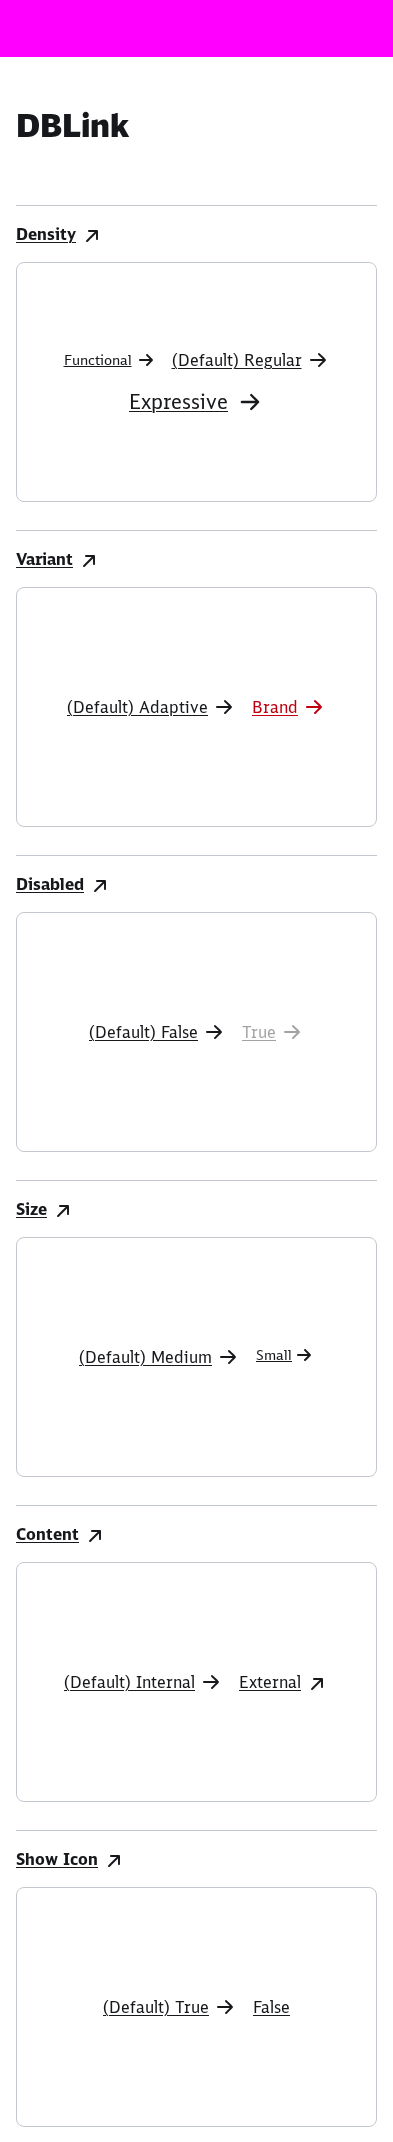 DBLink
Density
Functional (Default) Regular
Expressive
Variant
(Default) Adaptive Brand
Disabled
(Default) False True
Size
(Default) Medium Small
Content
(Default) Internal External
Show Icon
(Default) True False